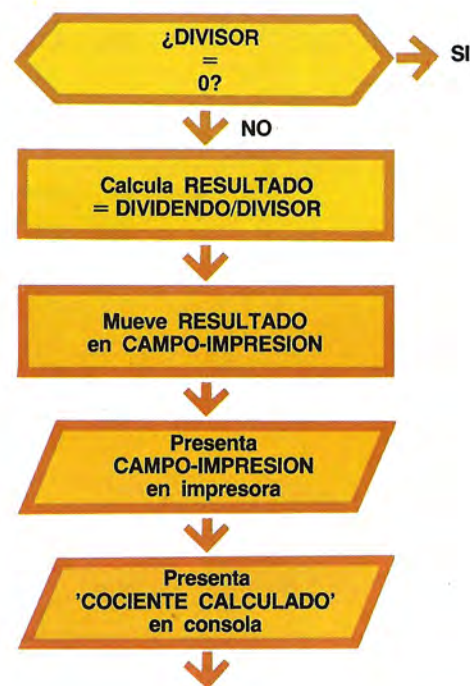 ¿DIVISOR
=
0?
SI
NO
Calcula RESULTADO
= DIVIDENDO/DIVISOR
Mueve RESULTADO
en CAMPO-IMPRESION
Presenta
CAMPO-IMPRESION
en impresora
Presenta
'COCIENTE CALCULADO'
en consola